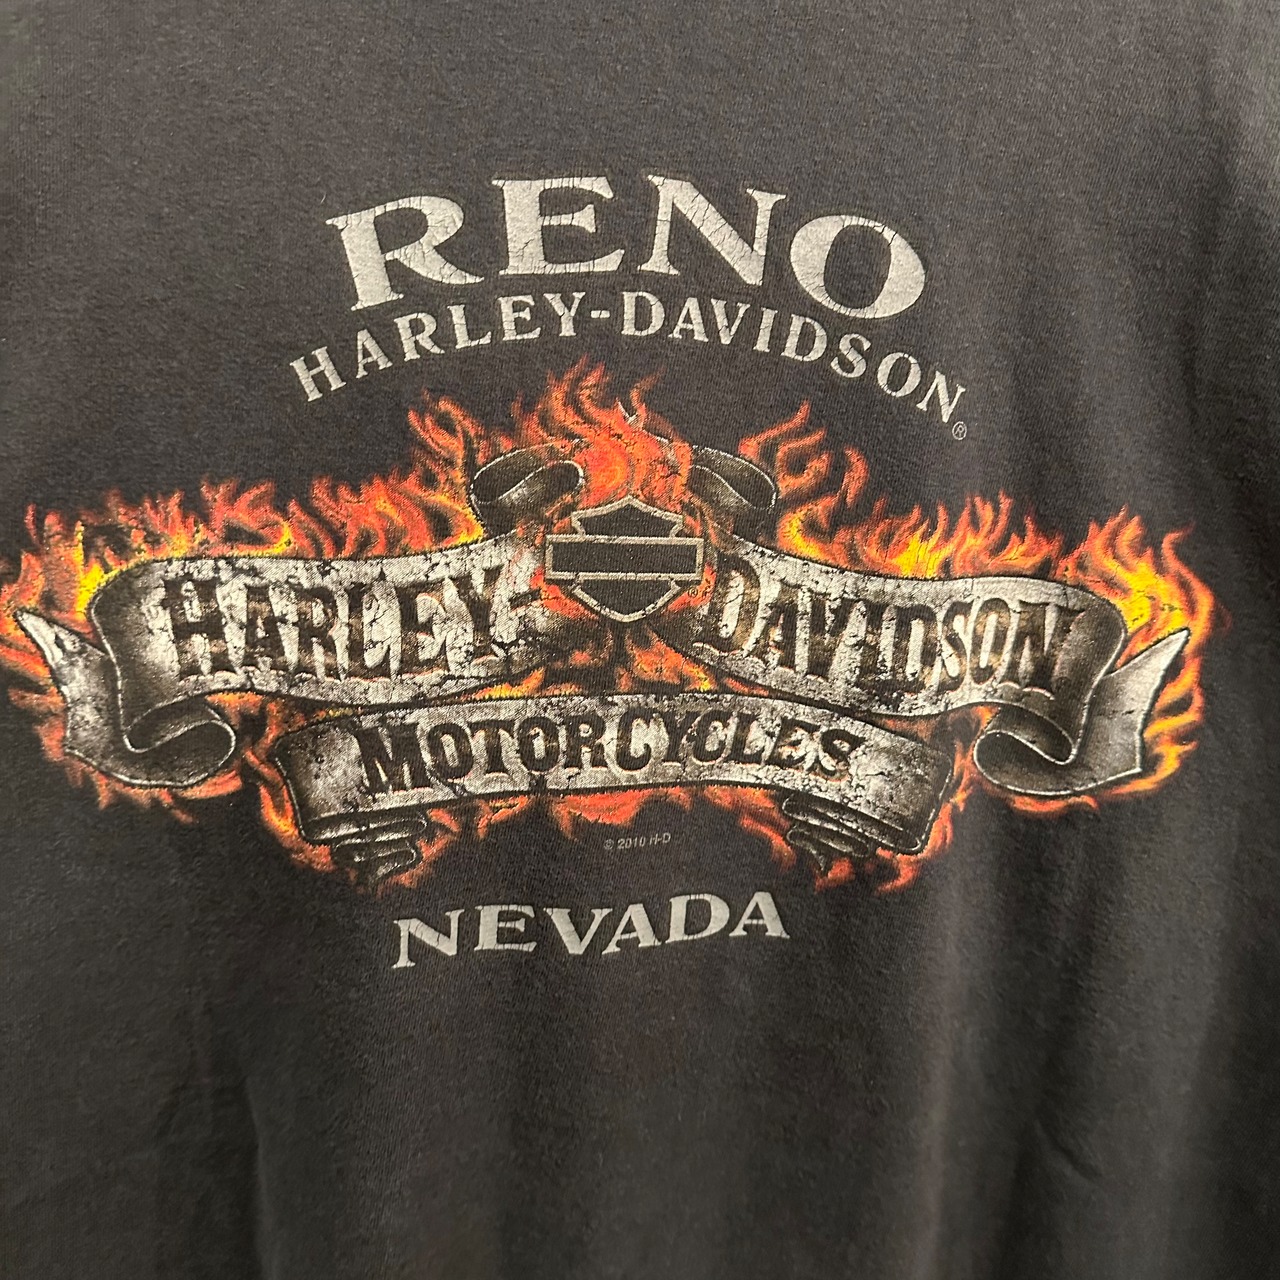 RENO
HARLEY-DAVIDSON®
HARLEY-DAVIDSON
®
MOTORCYCLES
© 2010 H-D
NEVADA